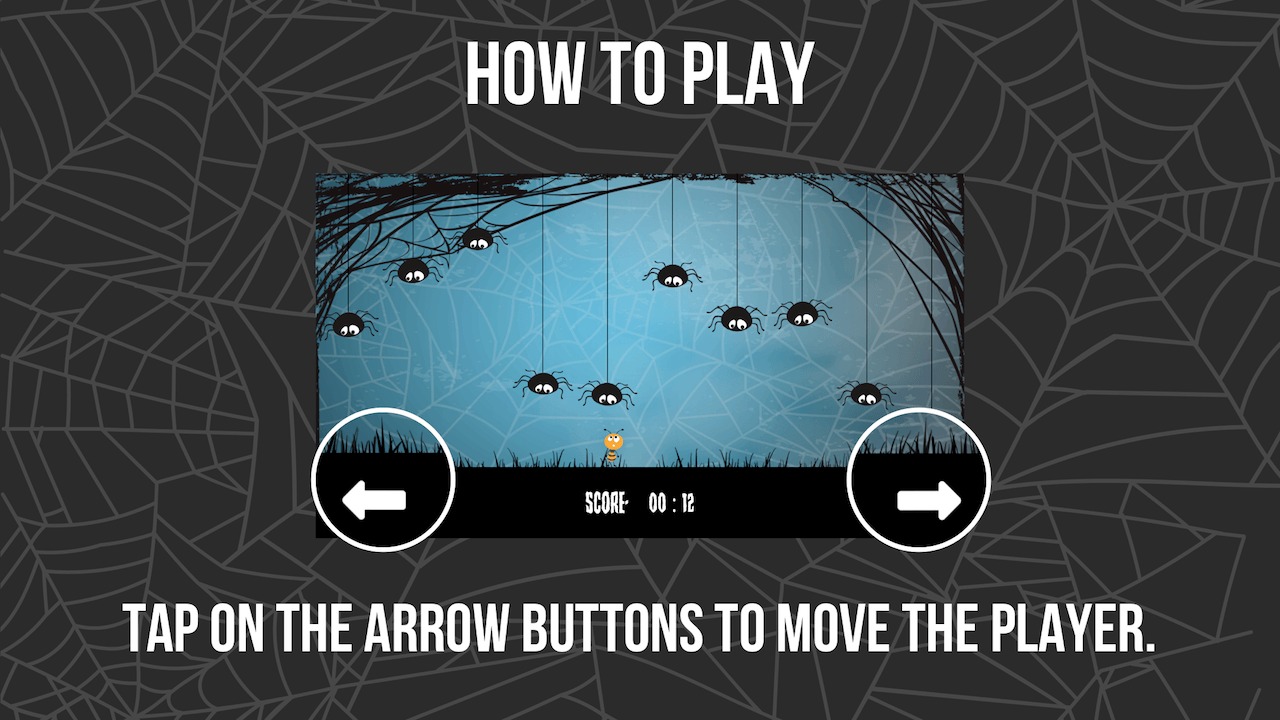 HOW TO PLAY
SCORE- 00 : 12
TAP ON THE ARROW BUTTONS TO MOVE THE PLAYER.